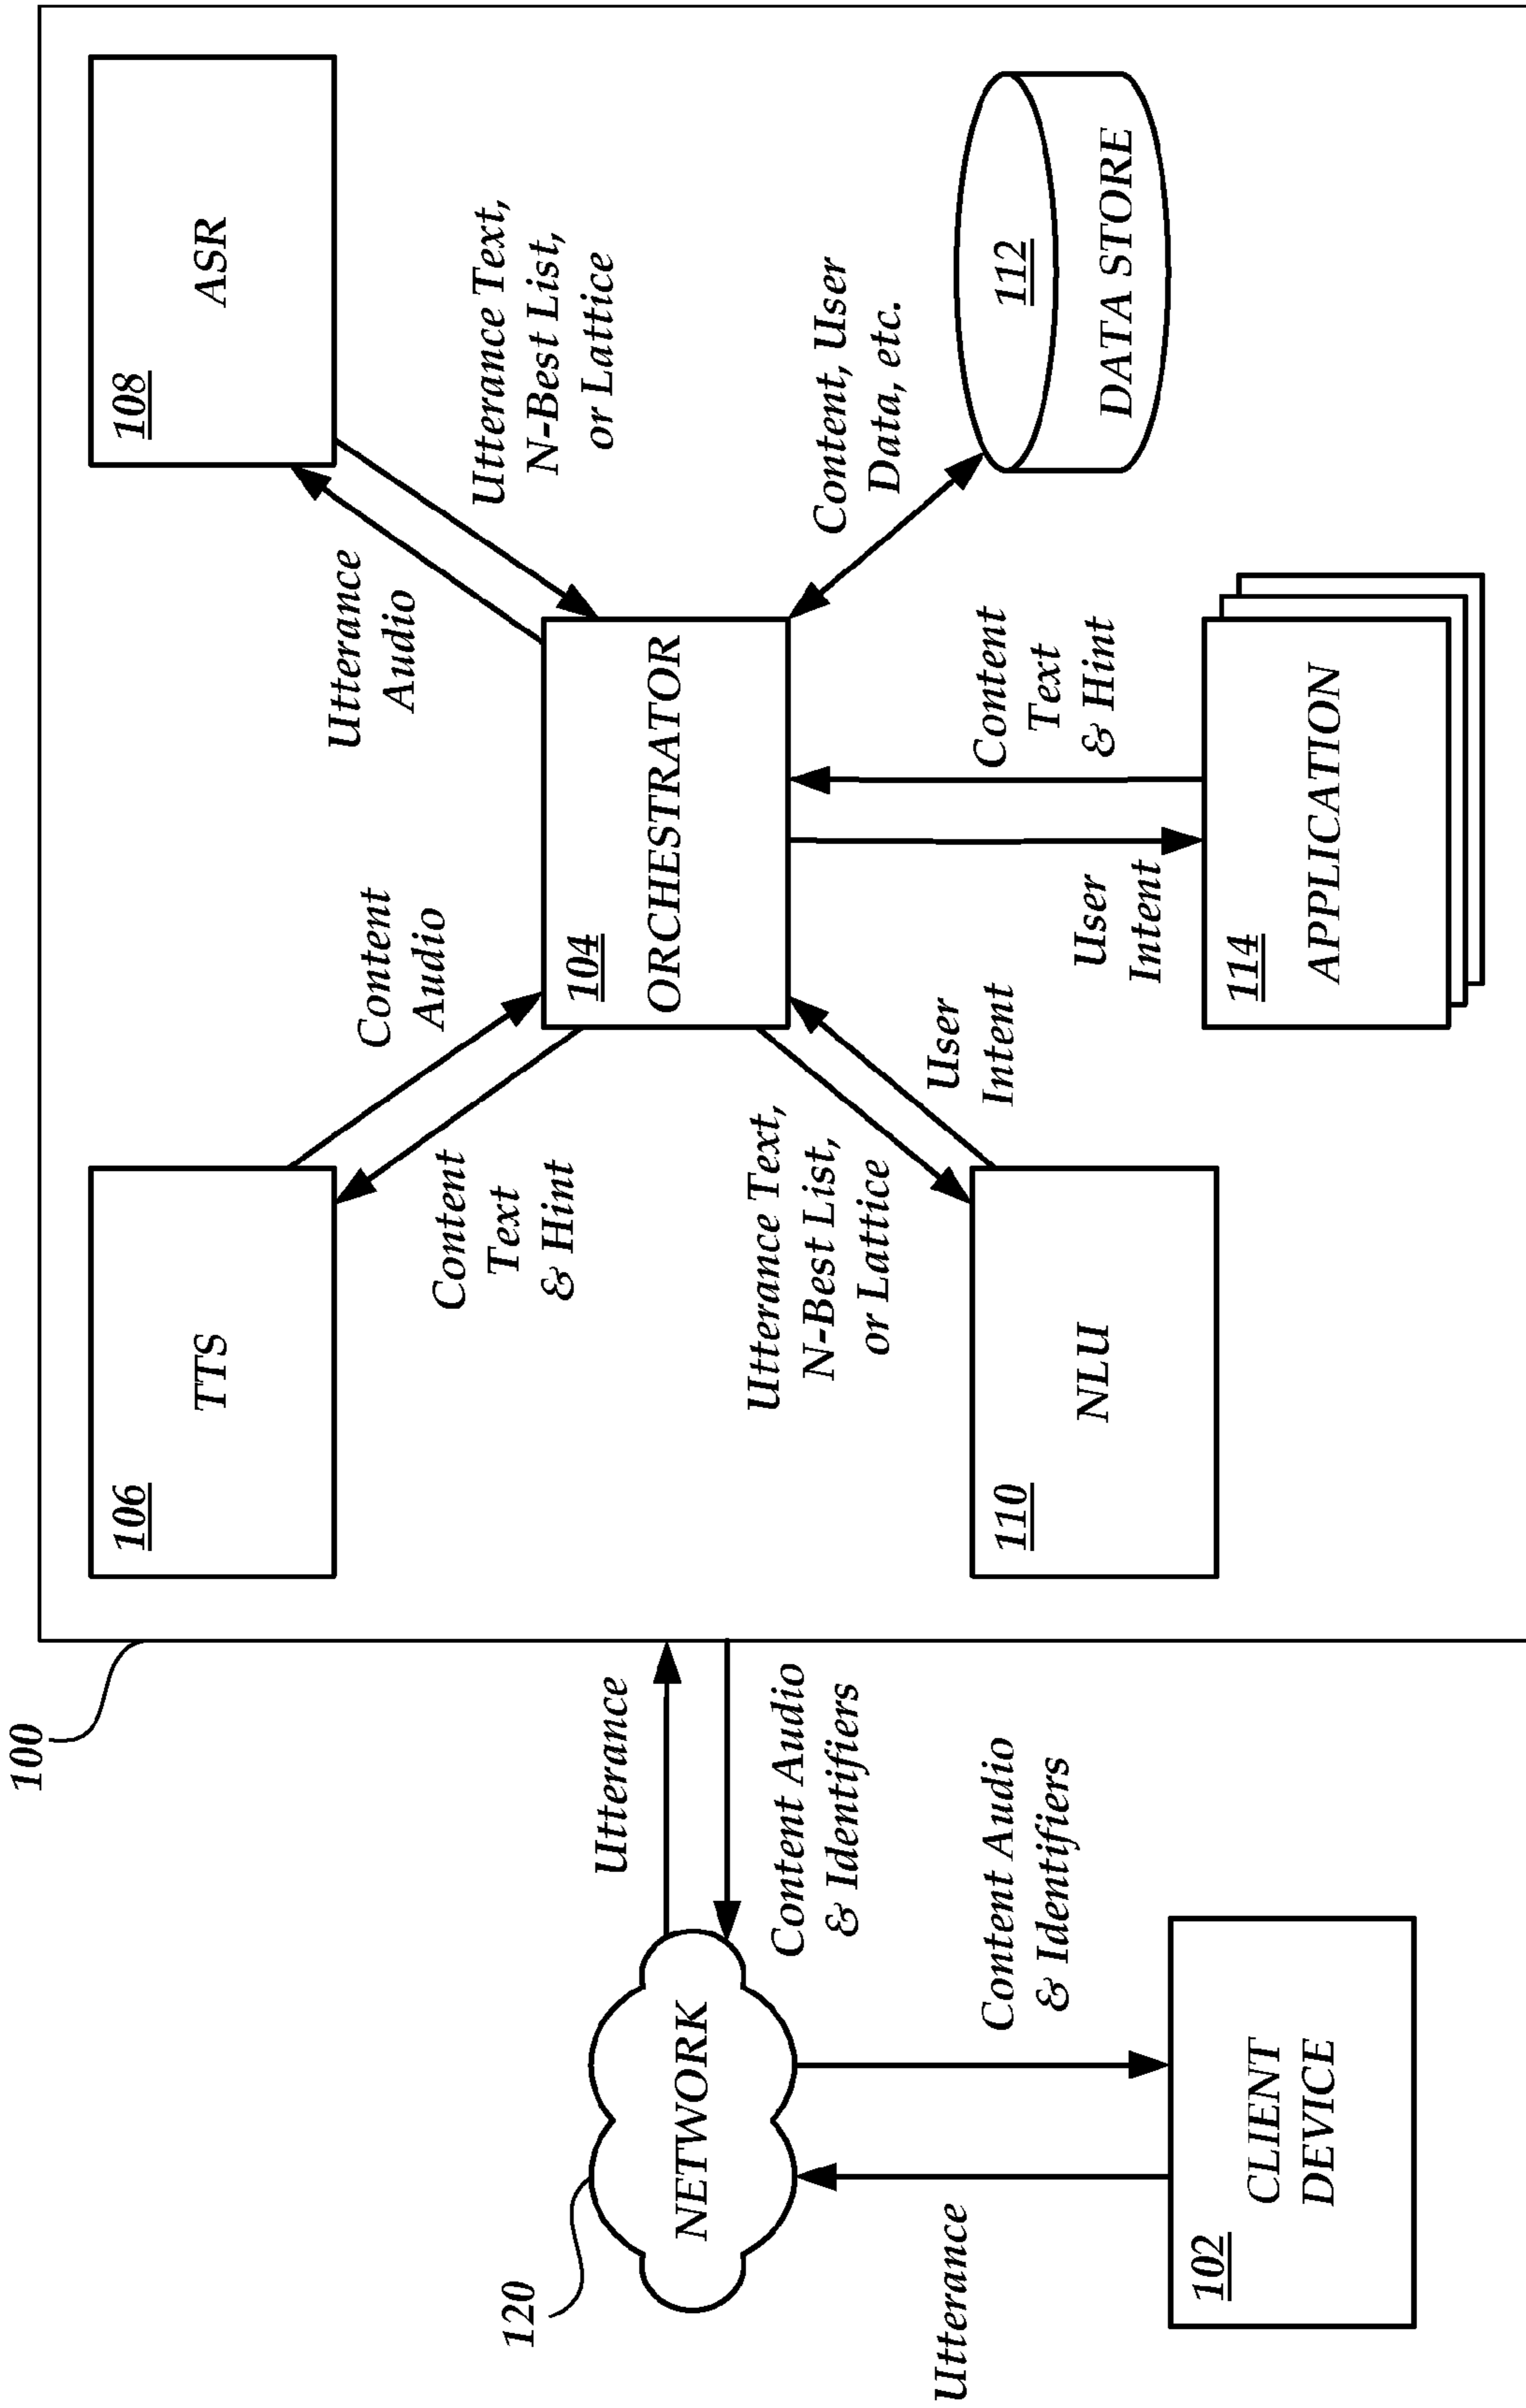 100
106
TTS
108
ASR
Content
Audio
Utterance
Audio
Content
Text
& Hint
Utterance Text,
N-Best List,
or Lattice
104
ORCHESTRATOR
Utterance Text,
N-Best List,
or Lattice
User
Intent
Content, User
Data, etc.
110
NLU
User
Intent
Content
Text
& Hint
112
DATA STORE
114
APPLICATION
120
NETWORK
Utterance
Content Audio
& Identifiers
Utterance
Content Audio
& Identifiers
102
CLIENT
DEVICE